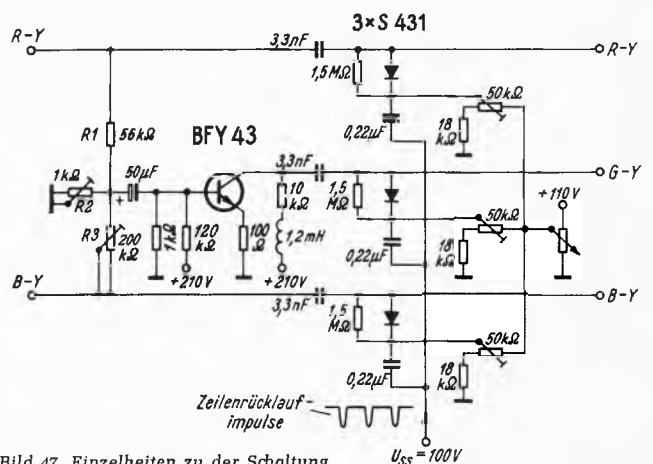 3×S 431
R-Y
3,3nF
R-Y
1,5MΩ
50kΩ
R1
56kΩ
BFY 43
0,22µF
18
kΩ
1kΩ
50µF
3,3nF
G-Y
+
R2
10
kΩ
1,5
MΩ
50kΩ
+110V
R3
200
kΩ
1kΩ
120
kΩ
100
Ω
1,2mH
0,22µF
18
kΩ
+210V
+210V
B-Y
3,3nF
B-Y
1,5
MΩ
50kΩ
0,22µF
18
kΩ
Zeilenrücklauf-
impulse
USS = 100V
Bild 47. Einzelheiten zu der Schaltung